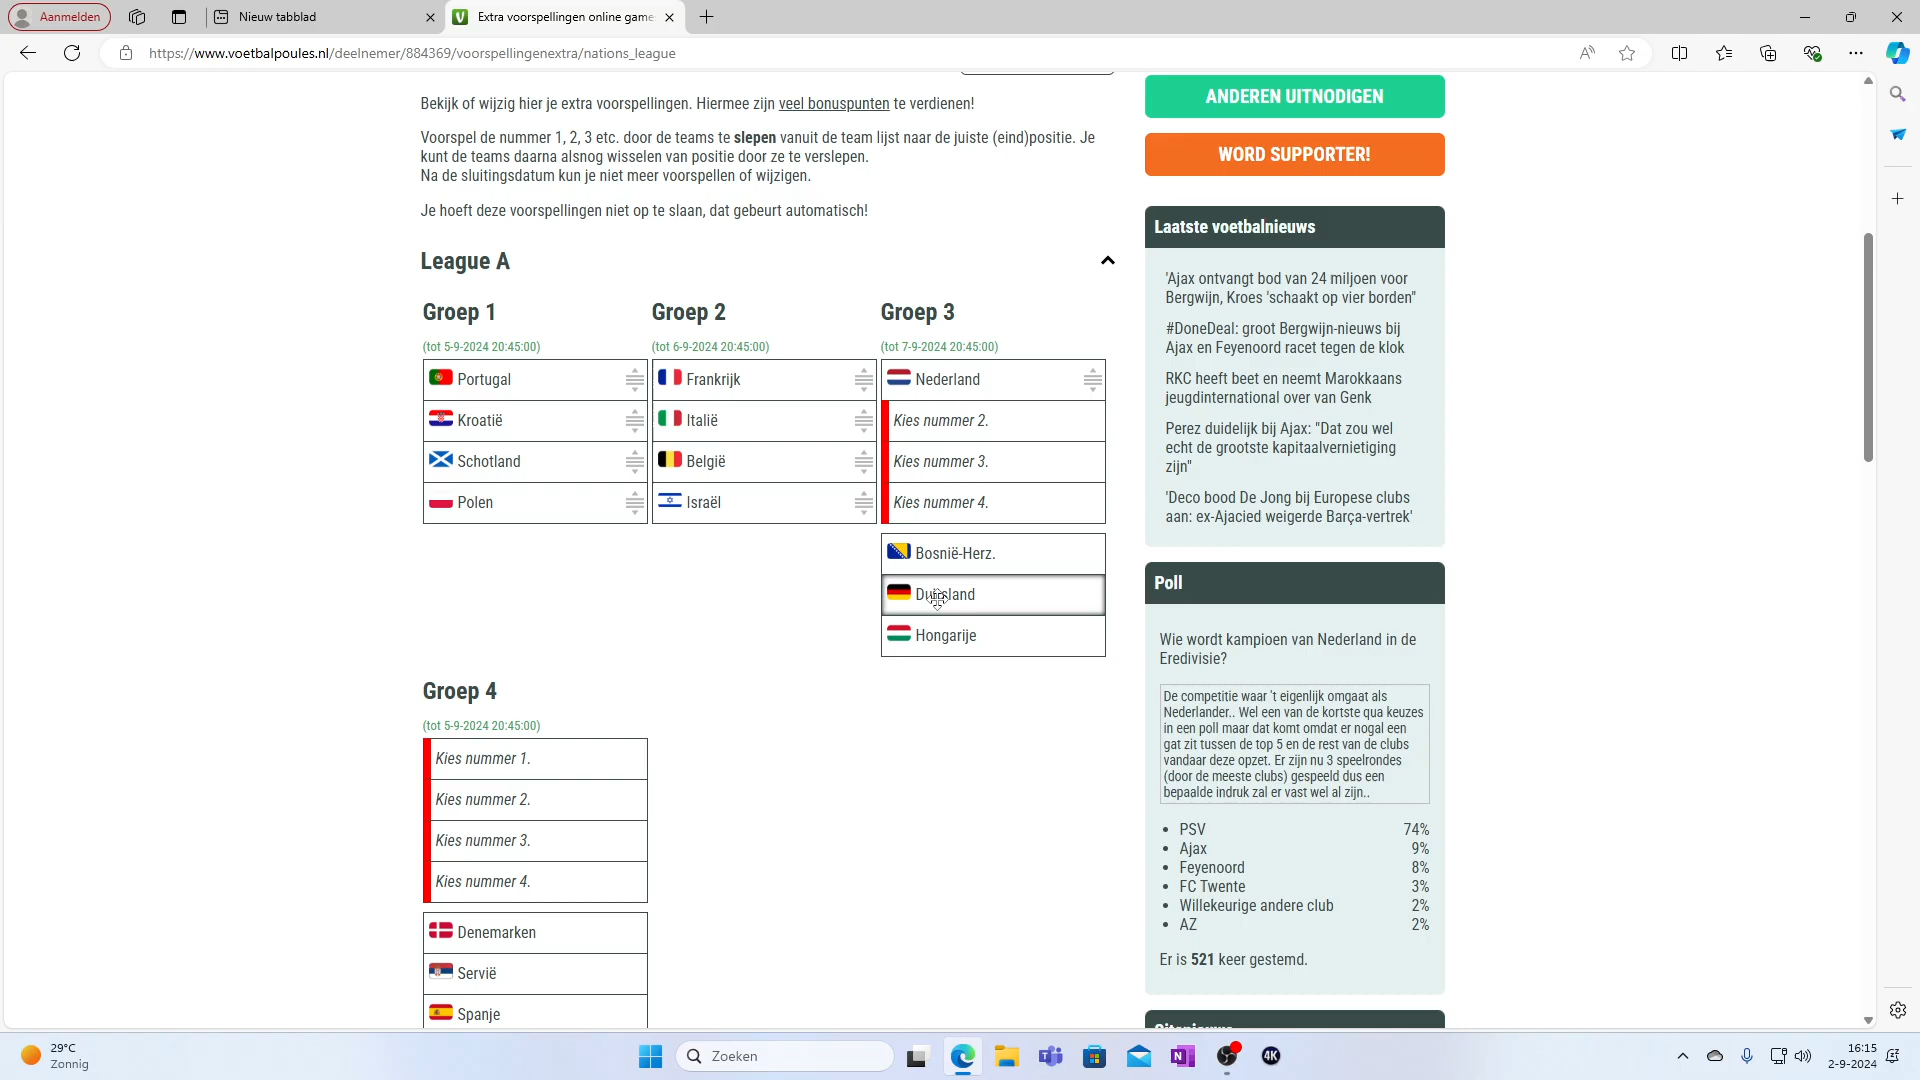 Aanmelden
Nieuw tabblad
Extra voorspellingen online game
https://www.voetbalpoules.nl/deelnemer/884369/voorspellingenextra/nations_league
Bekijk of wijzig hier je extra voorspellingen. Hiermee zijn veel bonuspunten te verdienen!
Voorspel de nummer 1, 2, 3 etc. door de teams te slepen vanuit de team lijst naar de juiste (eind)positie. Je
kunt de teams daarna alsnog wisselen van positie door ze te verslepen.
Na de sluitingsdatum kun je niet meer voorspellen of wijzigen.
Je hoeft deze voorspellingen niet op te slaan, dat gebeurt automatisch!
League A
Groep 1
(tot 5-9-2024 20:45:00)
Portugal
Kroatië
Schotland
Polen
Groep 2
(tot 6-9-2024 20:45:00)
Frankrijk
Italië
België
Israël
Groep 3
(tot 7-9-2024 20:45:00)
Nederland
Kies nummer 2.
Kies nummer 3.
Kies nummer 4.
Bosnië-Herz.
Duitsland
Hongarije
Groep 4
(tot 5-9-2024 20:45:00)
Kies nummer 1.
Kies nummer 2.
Kies nummer 3.
Kies nummer 4.
Denemarken
Servië
Spanje
ANDEREN UITNODIGEN
WORD SUPPORTER!
Laatste voetbalnieuws
'Ajax ontvangt bod van 24 miljoen voor
Bergwijn, Kroes 'schaakt op vier borden"
#DoneDeal: groot Bergwijn-nieuws bij
Ajax en Feyenoord racet tegen de klok
RKC heeft beet en neemt Marokkaans
jeugdinternational over van Genk
Perez duidelijk bij Ajax: "Dat zou wel
echt de grootste kapitaalvernietiging
zijn"
'Deco bood De Jong bij Europese clubs
aan: ex-Ajacied weigerde Barça-vertrek'
Poll
Wie wordt kampioen van Nederland in de
Eredivisie?
De competitie waar 't eigenlijk omgaat als
Nederlander.. Wel een van de kortste qua keuzes
in een poll maar dat komt omdat er nogal een
gat zit tussen de top 5 en de rest van de clubs
vandaar deze opzet. Er zijn nu 3 speelrondes
(door de meeste clubs) gespeeld dus een
bepaalde indruk zal er vast wel al zijn..
PSV 74%
Ajax 9%
Feyenoord 8%
FC Twente 3%
Willekeurige andere club 2%
AZ 2%
Er is 521 keer gestemd.
29°C
Zonnig
Zoeken
4K
16:15
2-9-2024